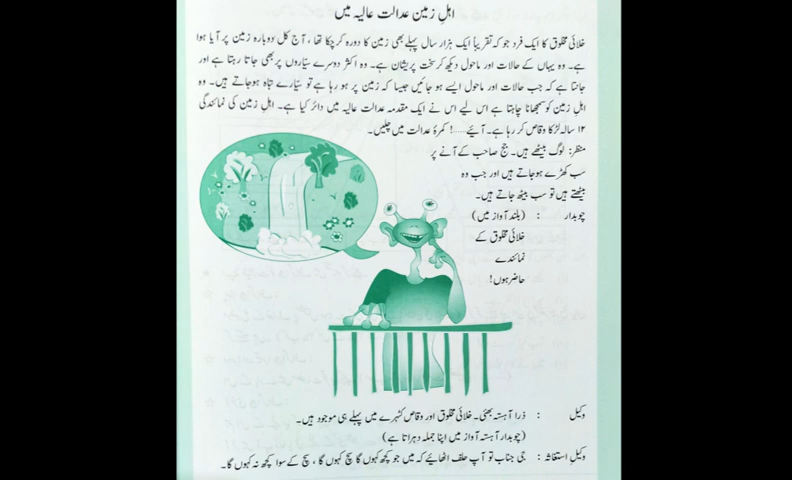 اہلِ زمین عدالت عالیہ میں
خلائی مخلوق کا ایک فرد جو کہ تقریباً ایک ہزار سال پہلے بھی زمین کا دورہ کر چکا تھا ، آج کل دوبارہ زمین پر آیا ہوا
ہے۔ وہ یہاں کے حالات اور ماحول دیکھ کر سخت پریشان ہے۔ وہ اکثر دوسرے سیّاروں پر بھی جاتا رہتا ہے اور
جانتا ہے کہ جب حالات اور ماحول ایسے ہو جائیں جیسا کہ زمین پر ہو رہا ہے تو سیّارے تباہ ہوجاتے ہیں۔ وہ
اہلِ زمین کو سمجھانا چاہتا ہے اس لیے اس نے ایک مقدمہ عدالت عالیہ میں دائر کیا ہے۔ اہلِ زمین کی نمائندگی
۱۲ سالہ لڑکا وقاص کر رہا ہے۔ آیئے—! کمرۂ عدالت میں چلیں۔
منظر: لوگ بیٹھے ہیں۔ جج صاحب کے آنے پر
سب کھڑے ہوجاتے ہیں اور جب وہ
بیٹھتے ہیں تو سب بیٹھ جاتے ہیں۔
چوبدار : (بلند آواز میں)
خلائی مخلوق کے
نمائندے
حاضر ہوں!
وکیل : ذرا آہستہ بھئی۔ خلائی مخلوق اور وقاص کٹہرے میں پہلے ہی موجود ہیں۔
(چوبدار آہستہ آواز میں اپنا جملہ دہراتا ہے)
وکیلِ استغاثہ : جی جناب تو آپ حلف اٹھایئے کہ میں جو کچھ کہوں گا سچ کہوں گا ، سچ کے سوا کچھ نہ کہوں گا۔